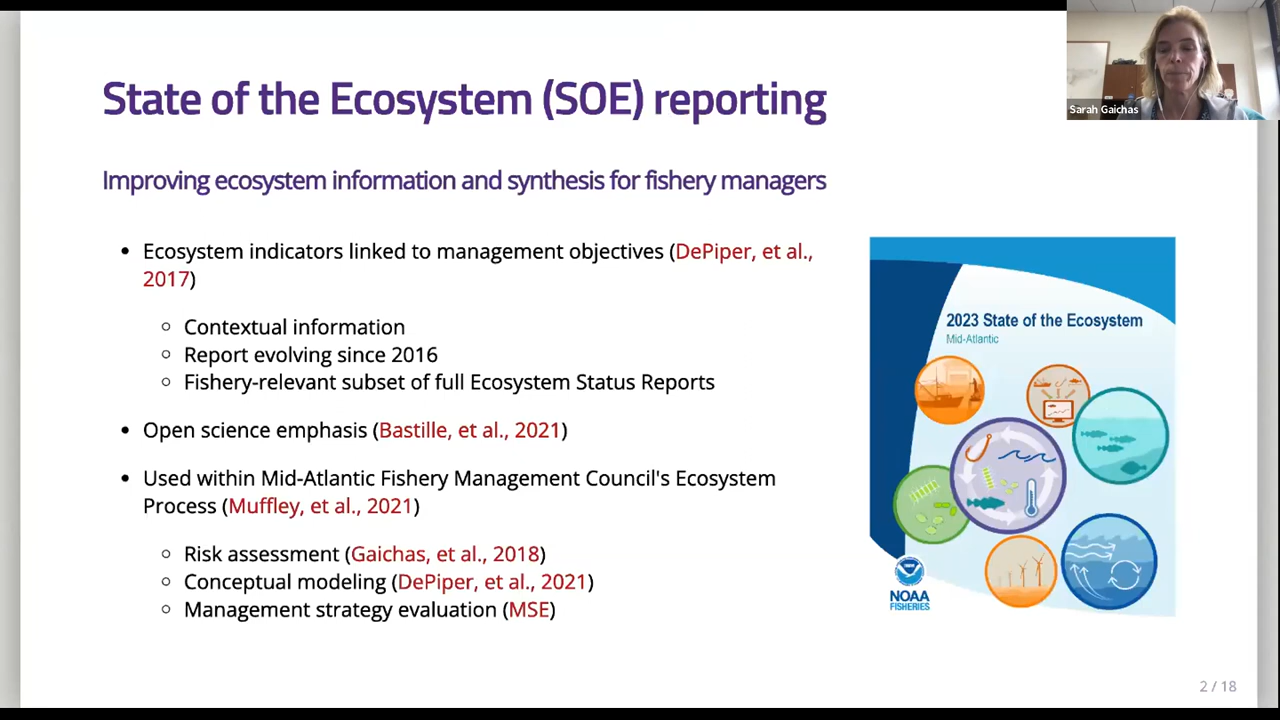 State of the Ecosystem (SOE) reporting
Sarah Gaichas
Improving ecosystem information and synthesis for fishery managers
• Ecosystem indicators linked to management objectives (DePiper, et al.,
2017)
○ Contextual information
○ Report evolving since 2016
○ Fishery-relevant subset of full Ecosystem Status Reports
• Open science emphasis (Bastille, et al., 2021)
• Used within Mid-Atlantic Fishery Management Council's Ecosystem
Process (Muffley, et al., 2021)
○ Risk assessment (Gaichas, et al., 2018)
○ Conceptual modeling (DePiper, et al., 2021)
○ Management strategy evaluation (MSE)
2023 State of the Ecosystem
Mid-Atlantic
NOAA
FISHERIES
2 / 18